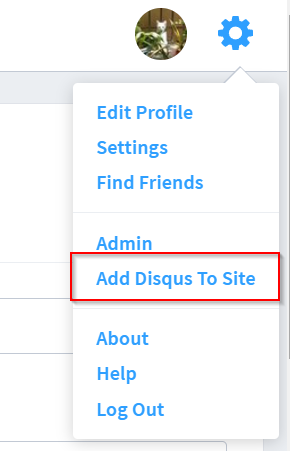 Edit Profile
Settings
Find Friends
Admin
Add Disqus To Site
About
Help
Log Out